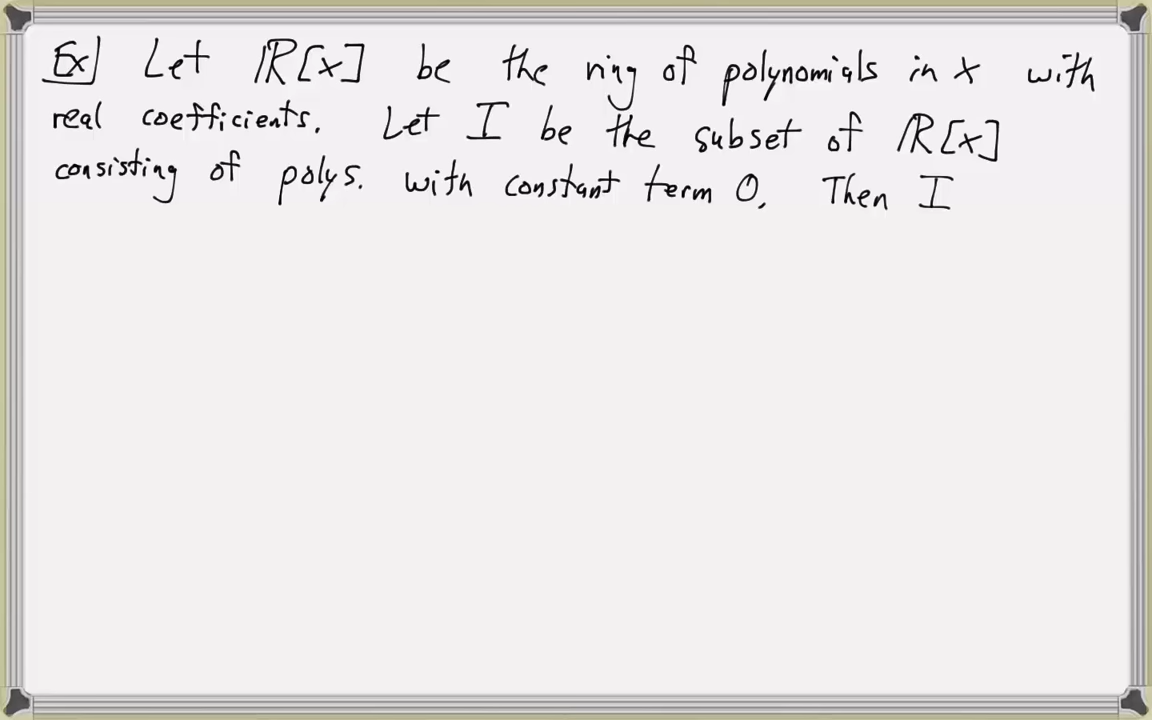 Ex Let ℝ[x] be the ring of polynomials in x with
real coefficients. Let I be the subset of ℝ[x]
consisting of polys. with constant term 0. Then I